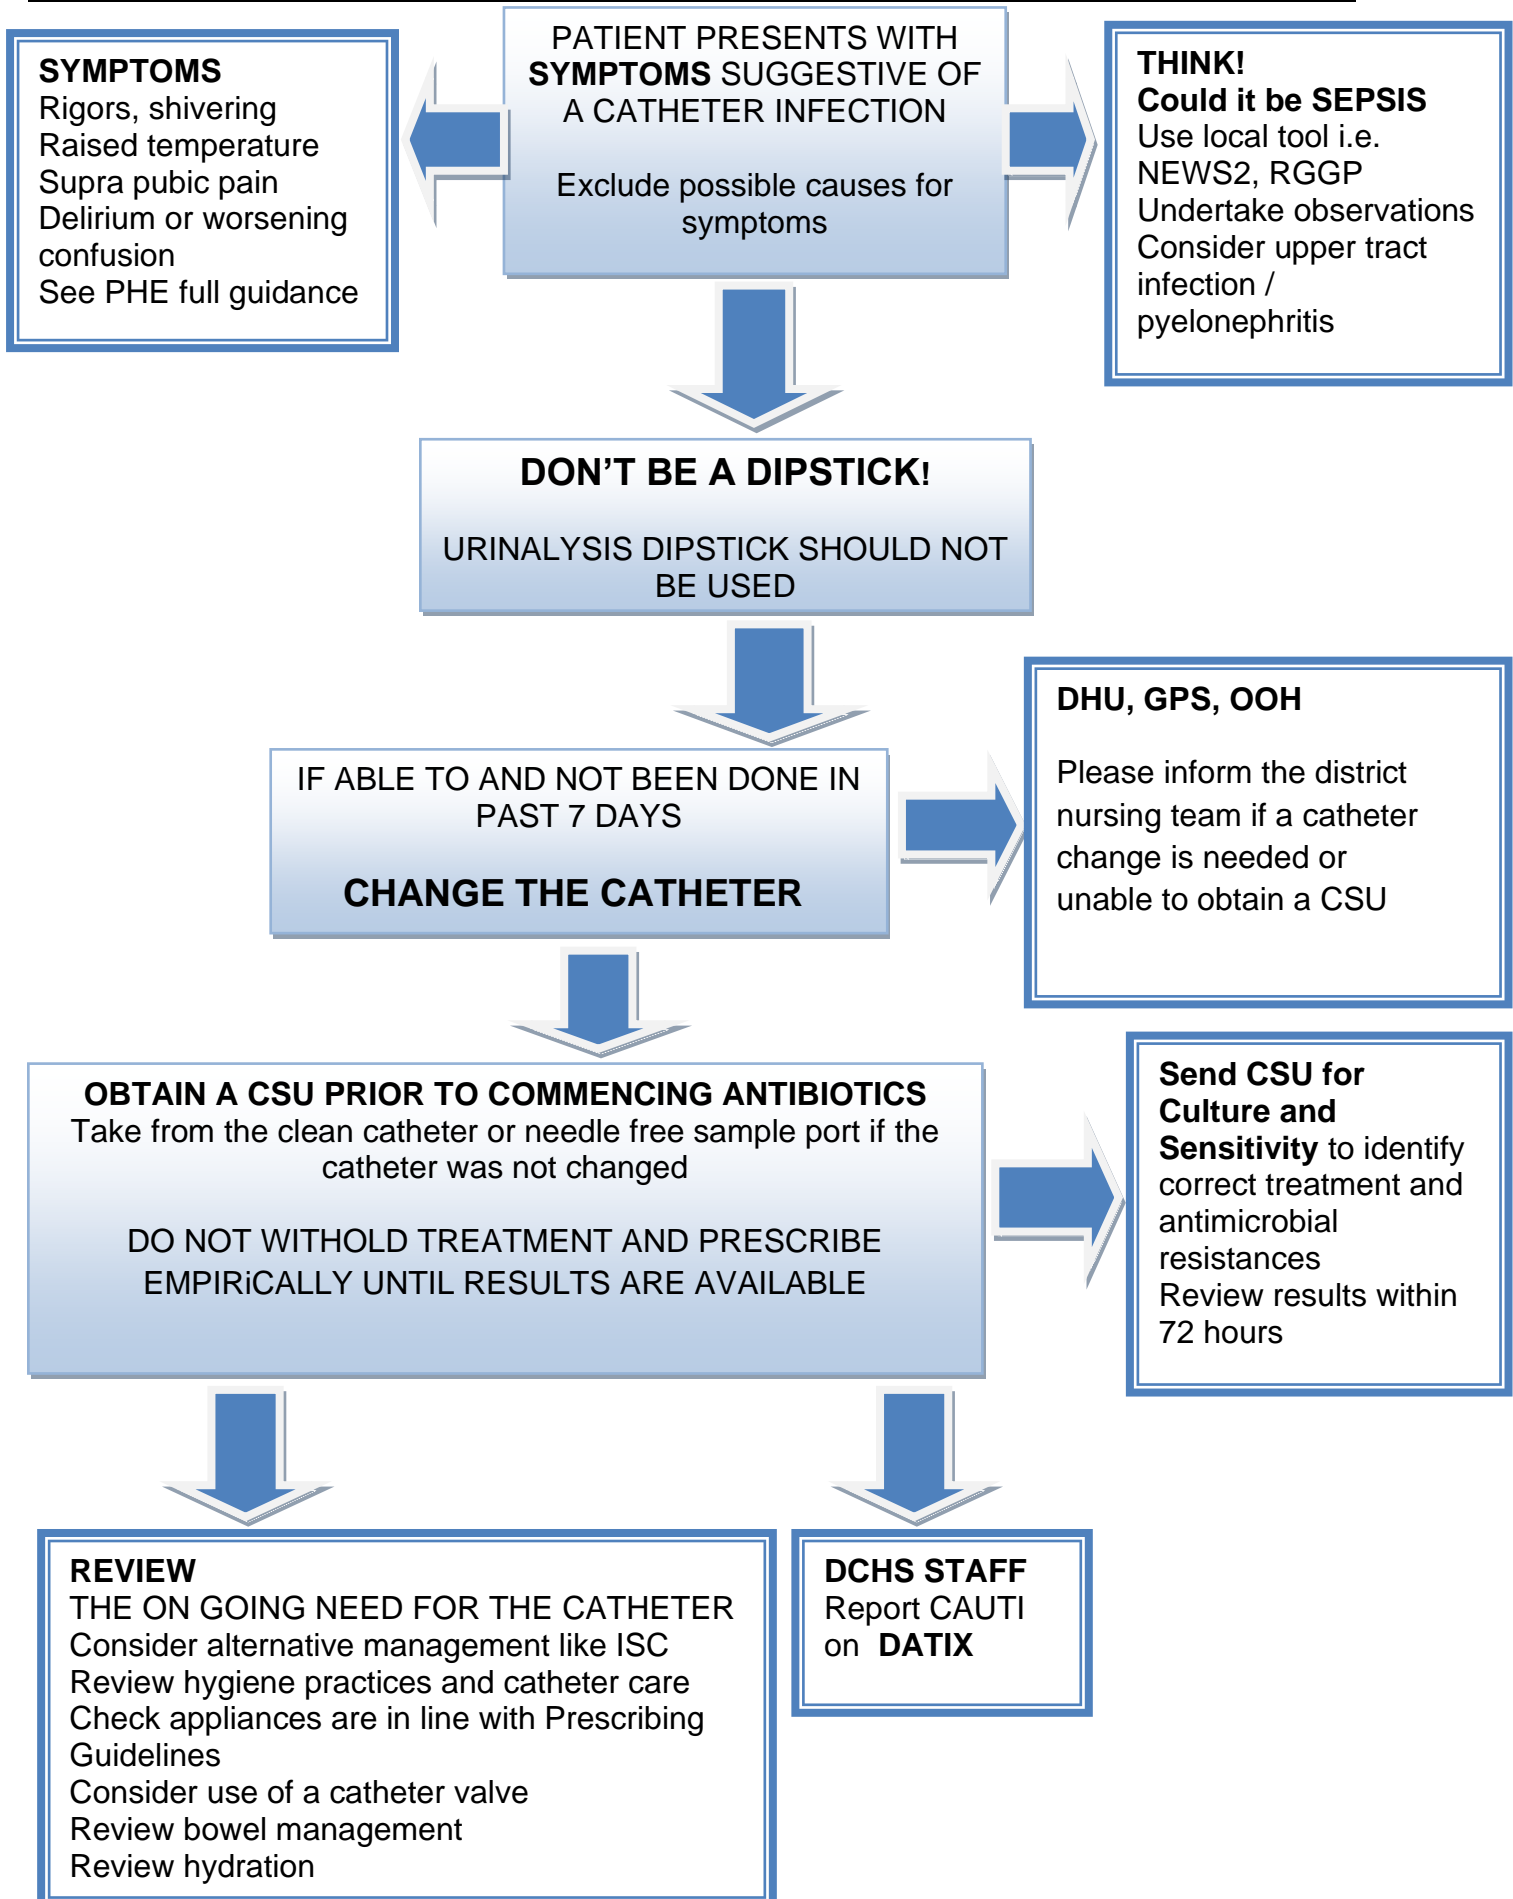 PATIENT PRESENTS WITH
SYMPTOMS SUGGESTIVE OF
A CATHETER INFECTION
Exclude possible causes for
symptoms
SYMPTOMS
Rigors, shivering
Raised temperature
Supra pubic pain
Delirium or worsening
confusion
See PHE full guidance
THINK!
Could it be SEPSIS
Use local tool i.e.
NEWS2, RGGP
Undertake observations
Consider upper tract
infection /
pyelonephritis
DON'T BE A DIPSTICK!
URINALYSIS DIPSTICK SHOULD NOT
BE USED
IF ABLE TO AND NOT BEEN DONE IN
PAST 7 DAYS
CHANGE THE CATHETER
DHU, GPS, OOH
Please inform the district
nursing team if a catheter
change is needed or
unable to obtain a CSU
OBTAIN A CSU PRIOR TO COMMENCING ANTIBIOTICS
Take from the clean catheter or needle free sample port if the
catheter was not changed
DO NOT WITHOLD TREATMENT AND PRESCRIBE
EMPIRiCALLY UNTIL RESULTS ARE AVAILABLE
Send CSU for
Culture and
Sensitivity to identify
correct treatment and
antimicrobial
resistances
Review results within
72 hours
REVIEW
THE ON GOING NEED FOR THE CATHETER
Consider alternative management like ISC
Review hygiene practices and catheter care
Check appliances are in line with Prescribing
Guidelines
Consider use of a catheter valve
Review bowel management
Review hydration
DCHS STAFF
Report CAUTI
on DATIX